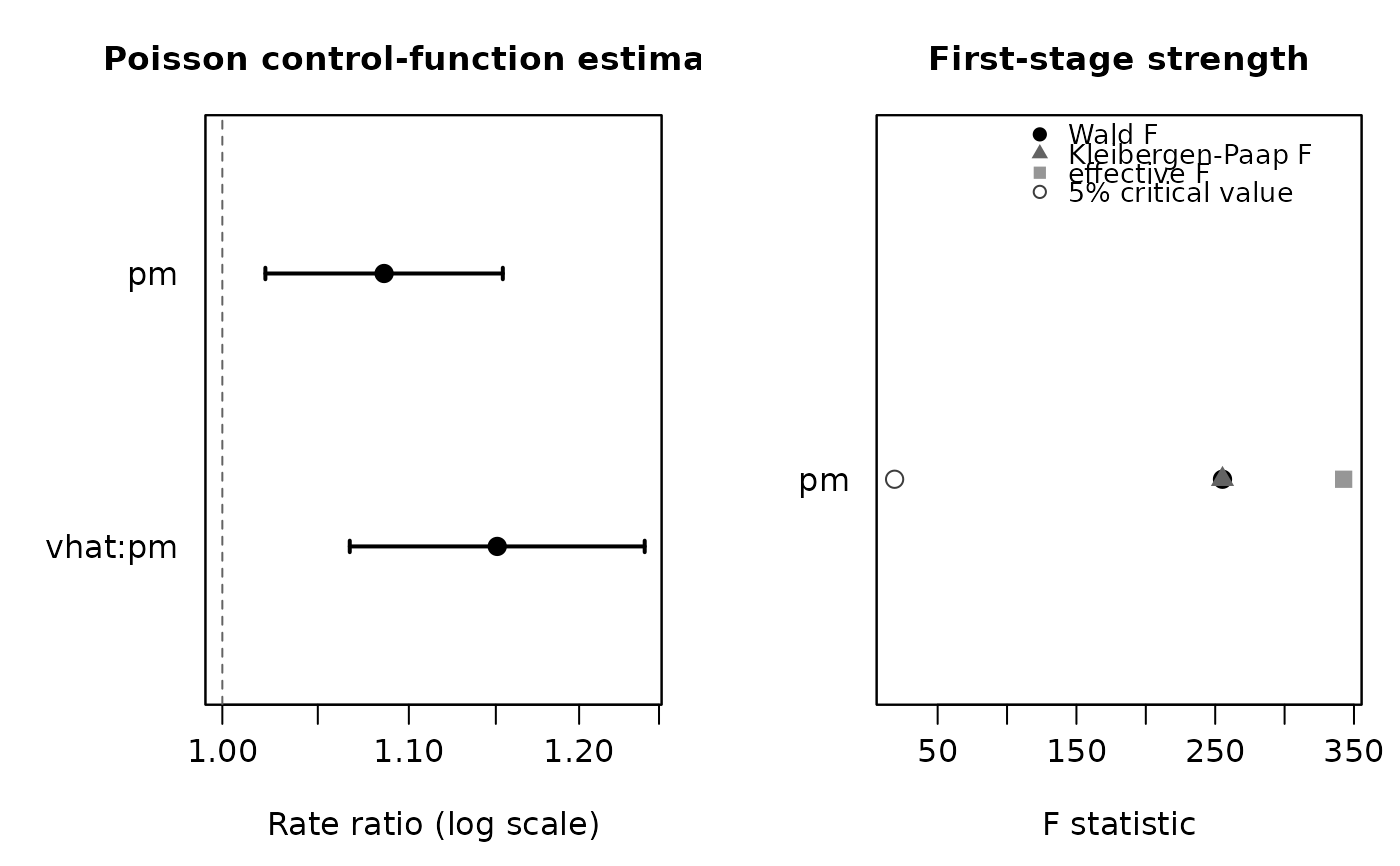 Poisson control-function estima
pm
vhat:pm
1.00 1.10 1.20
Rate ratio (log scale)
First-stage strength
Wald F
Kleibergen-Paap F
effective F
5% critical value
pm
50 150 250 350
F statistic